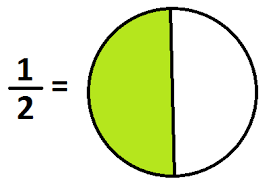 1/2 =